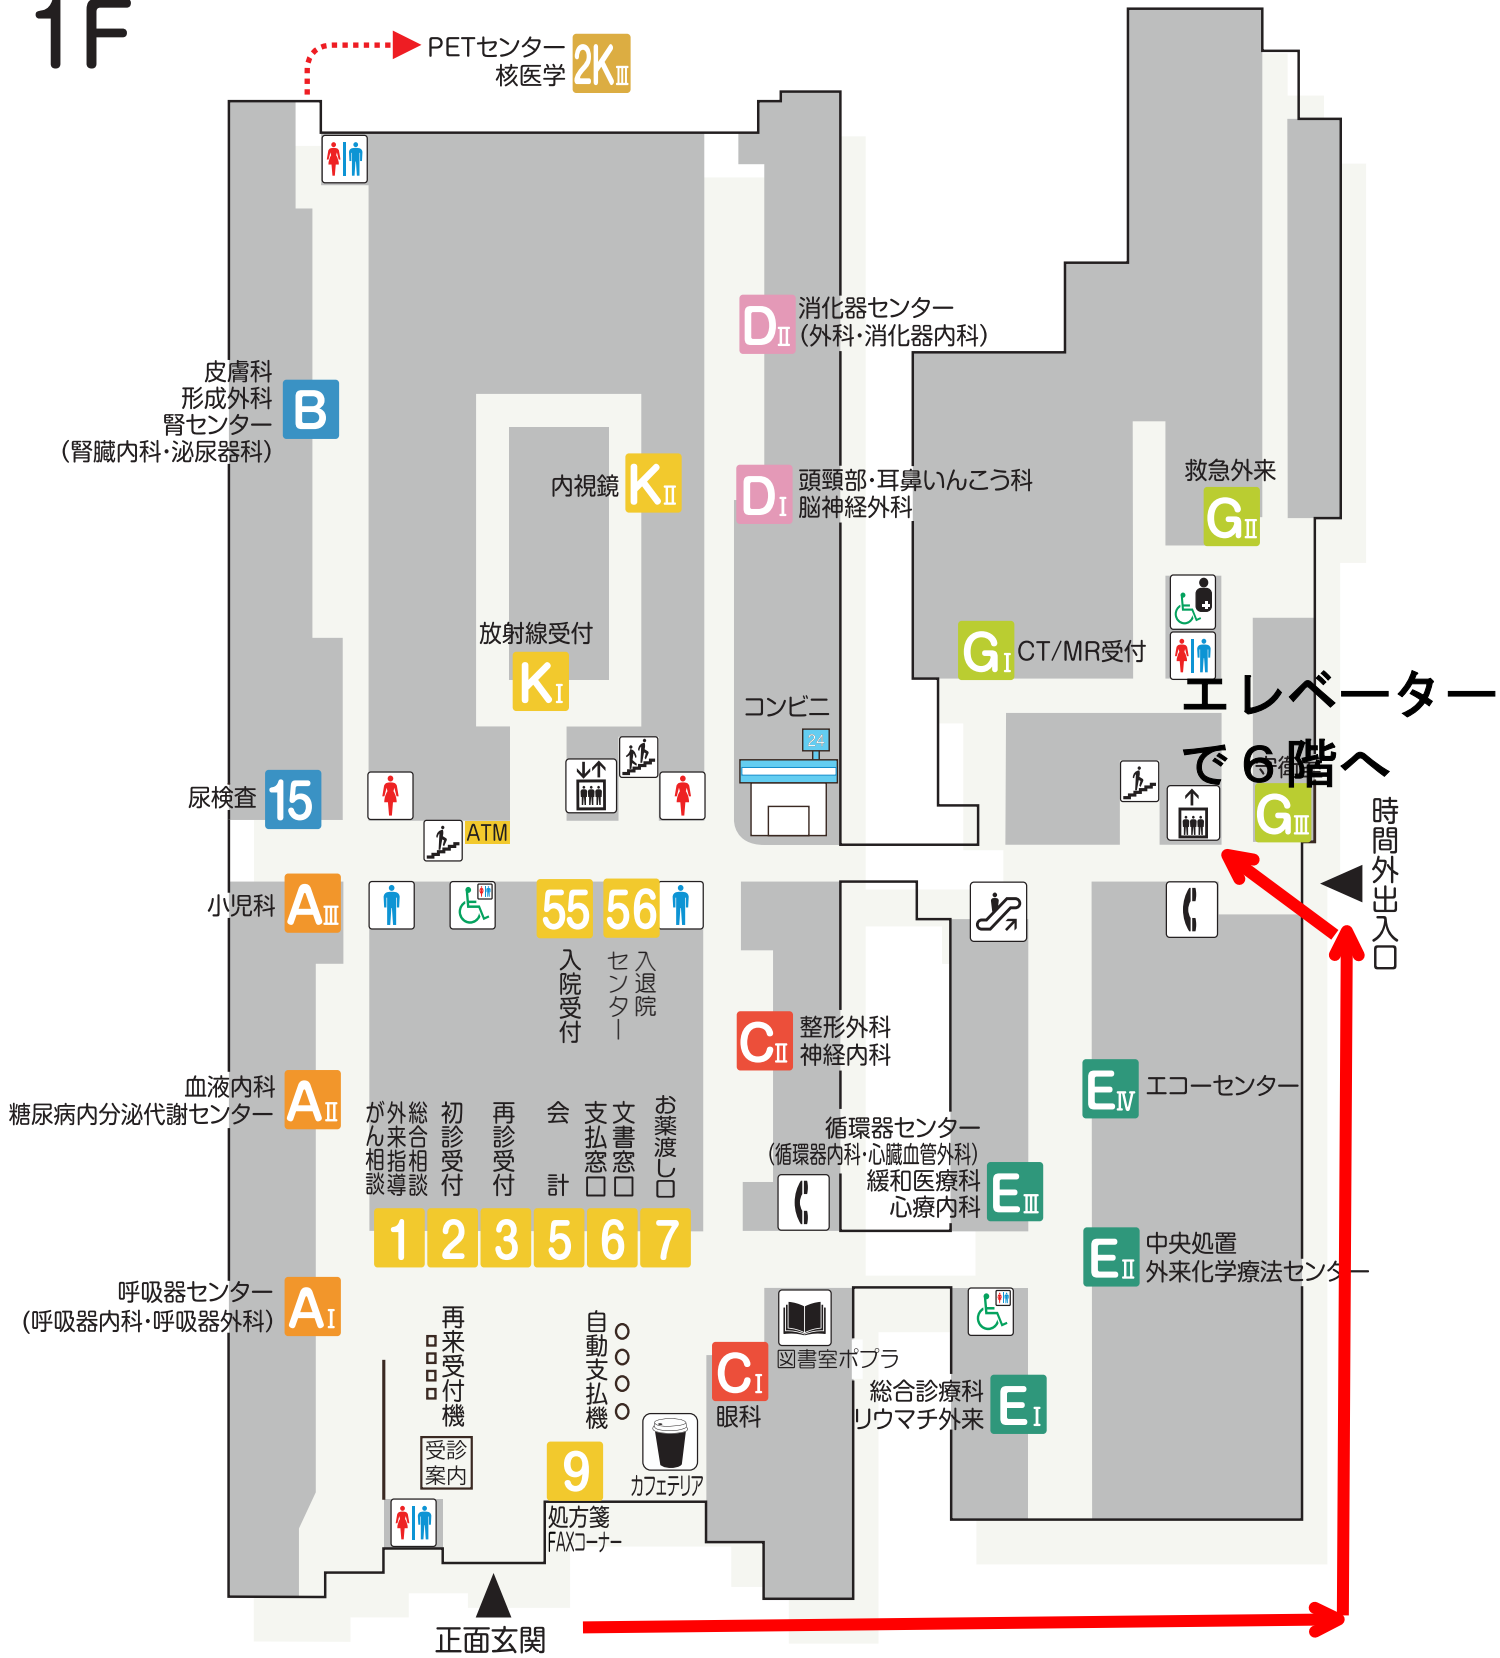 1F
PETセンター
核医学
2KⅢ
消化器センター
(外科・消化器内科)
DⅡ
皮膚科
形成外科
腎センター
(腎臓内科・泌尿器科)
B
内視鏡
KⅡ
DⅠ
頭頸部・耳鼻いんこう科
脳神経外科
救急外来
GⅡ
放射線受付
KⅠ
GⅠ
CT/MR受付
コンビニ
24
エレベーター
で6階へ
GⅢ
時間外出入口
尿検査
15
ATM
小児科
AⅢ
55
入院受付
56
入退院
センター
CⅡ
整形外科
神経内科
血液内科
糖尿病内分泌代謝センター
AⅡ
EⅣ
エコーセンター
循環器センター
(循環器内科・心臓血管外科)
緩和医療科
心療内科
EⅢ
総合相談
外来指導
がん相談
1
初診受付
2
再診受付
3
会計
5
支払窓口
文書窓口
6
お薬渡し口
7
EⅡ
中央処置
外来化学療法センター
呼吸器センター
(呼吸器内科・呼吸器外科)
AⅠ
再来受付機
自動支払機
図書室ポプラ
CⅠ
眼科
総合診療科
リウマチ外来
EⅠ
受診
案内
9
処方箋
FAXコーナー
カフェテリア
正面玄関